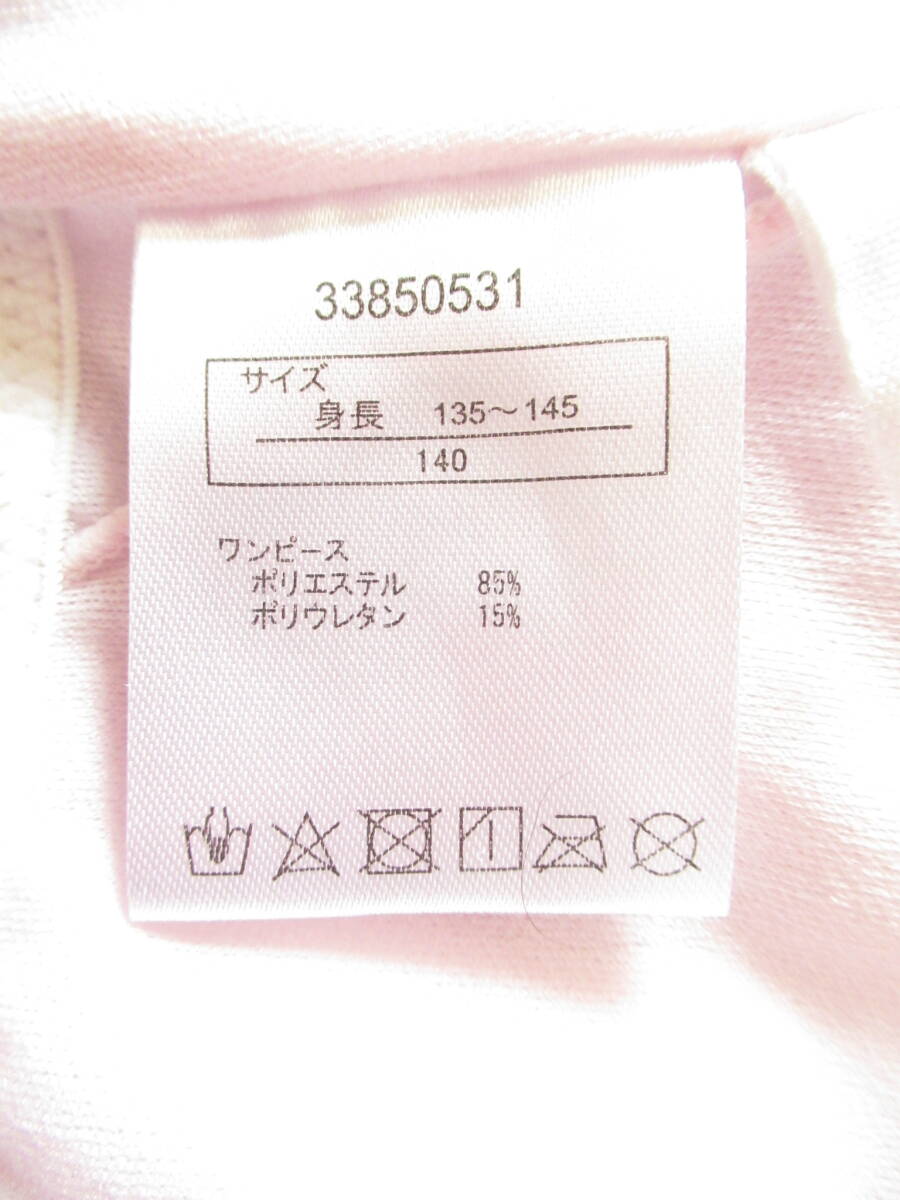 33850531
サイズ
身長 135～145
140
ワンピース
ポリエステル 85%
ポリウレタン 15%